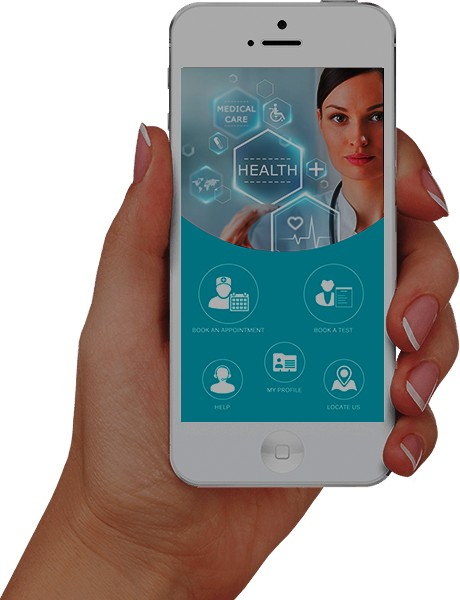 MEDICAL
CARE
HEALTH
BOOK AN APPOINTMENT
BOOK A TEST
MY PROFILE
HELP
LOCATE US